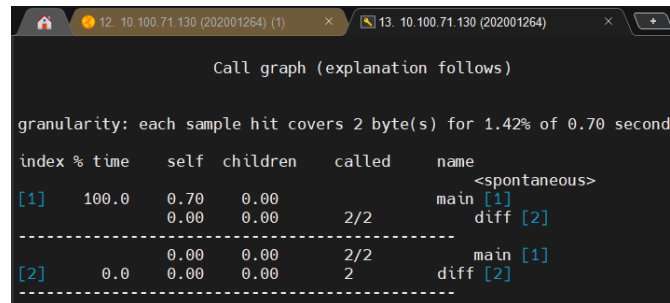 12. 10.100.71.130 (202001264) (1)
13. 10.100.71.130 (202001264)
Call graph (explanation follows)
granularity: each sample hit covers 2 byte(s) for 1.42% of 0.70 second
index % time self children called name
<spontaneous>
[1] 100.0 0.70 0.00 main [1]
0.00 0.00 2/2 diff [2]
-----------------------------------------------
0.00 0.00 2/2 main [1]
[2] 0.0 0.00 0.00 2 diff [2]
-----------------------------------------------